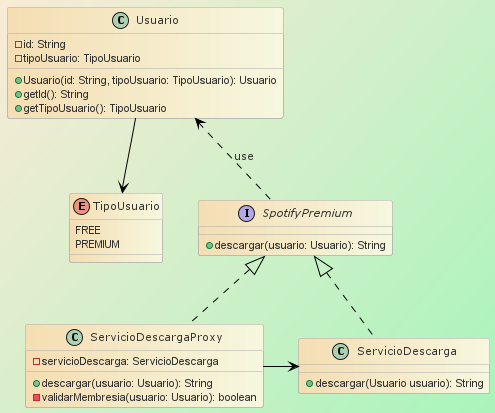 C Usuario
id: String
tipoUsuario: TipoUsuario
Usuario(id: String, tipoUsuario: TipoUsuario): Usuario
getId(): String
getTipoUsuario(): TipoUsuario
use
E TipoUsuario
FREE
PREMIUM
I SpotifyPremium
descargar(usuario: Usuario): String
C ServicioDescargaProxy
servicioDescarga: ServicioDescarga
descargar(usuario: Usuario): String
validarMembresia(usuario: Usuario): boolean
C ServicioDescarga
descargar(Usuario usuario): String